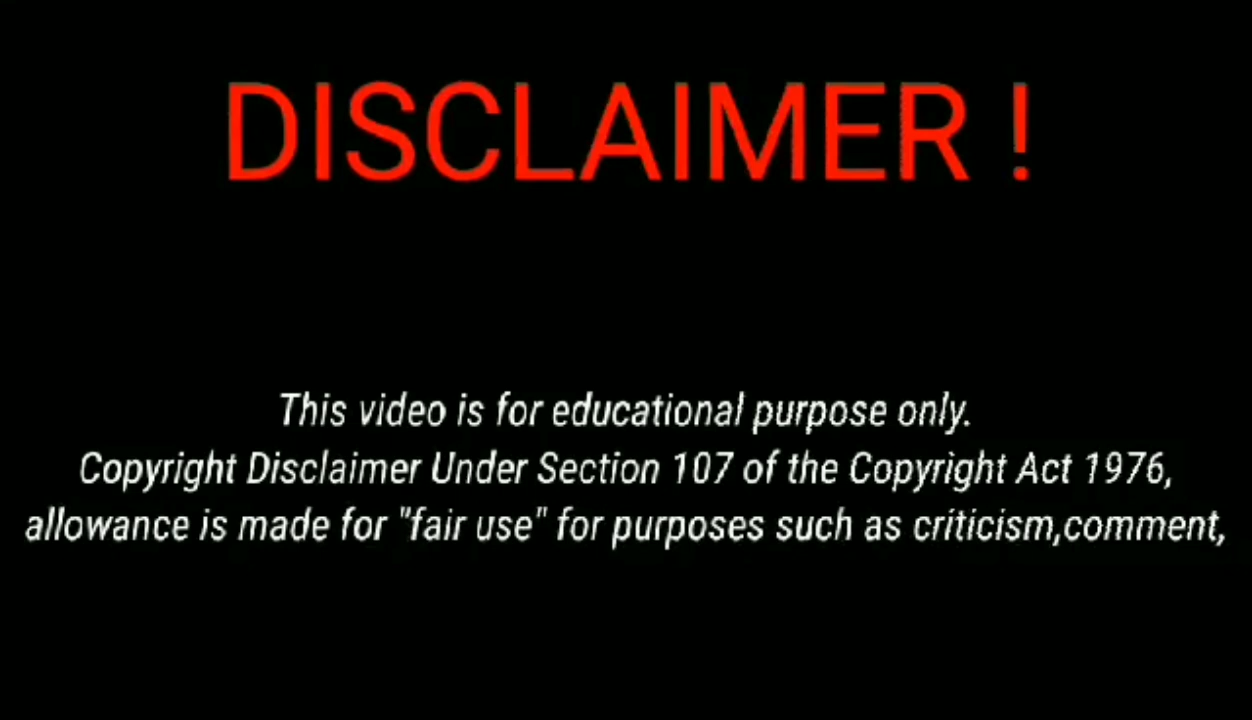 DISCLAIMER !
This video is for educational purpose only.
Copyright Disclaimer Under Section 107 of the Copyright Act 1976,
allowance is made for "fair use" for purposes such as criticism,comment,